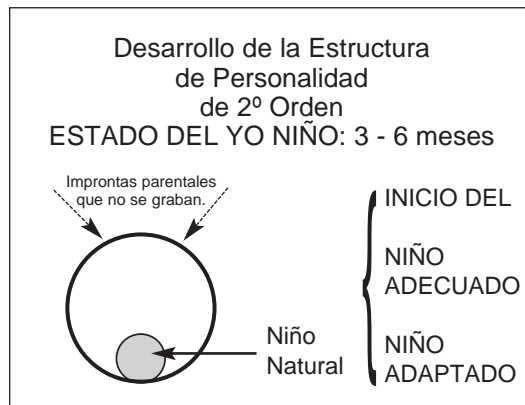 Desarrollo de la Estructura
de Personalidad
de 2º Orden
ESTADO DEL YO NIÑO: 3 - 6 meses
Improntas parentales
que no se graban.
Niño
Natural
INICIO DEL
NIÑO
ADECUADO
NIÑO
ADAPTADO